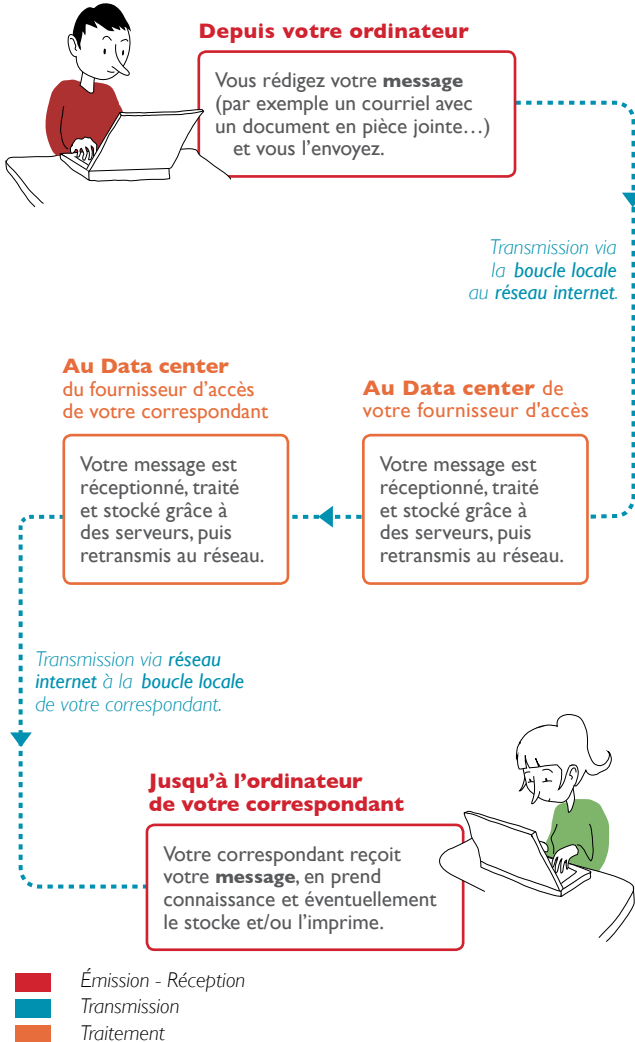 Depuis votre ordinateur
Vous rédigez votre message
(par exemple un courriel avec
un document en pièce jointe…)
et vous l’envoyez.
Transmission via
la boucle locale
au réseau internet.
Au Data center de
votre fournisseur d'accès
Votre message est
réceptionné, traité
et stocké grâce à
des serveurs, puis
retransmis au réseau.
Au Data center
du fournisseur d’accès
de votre correspondant
Votre message est
réceptionné, traité
et stocké grâce à
des serveurs, puis
retransmis au réseau.
Transmission via réseau
internet à la boucle locale
de votre correspondant.
Jusqu’à l’ordinateur
de votre correspondant
Votre correspondant reçoit
votre message, en prend
connaissance et éventuellement
le stocke et/ou l’imprime.
Émission - Réception
Transmission
Traitement